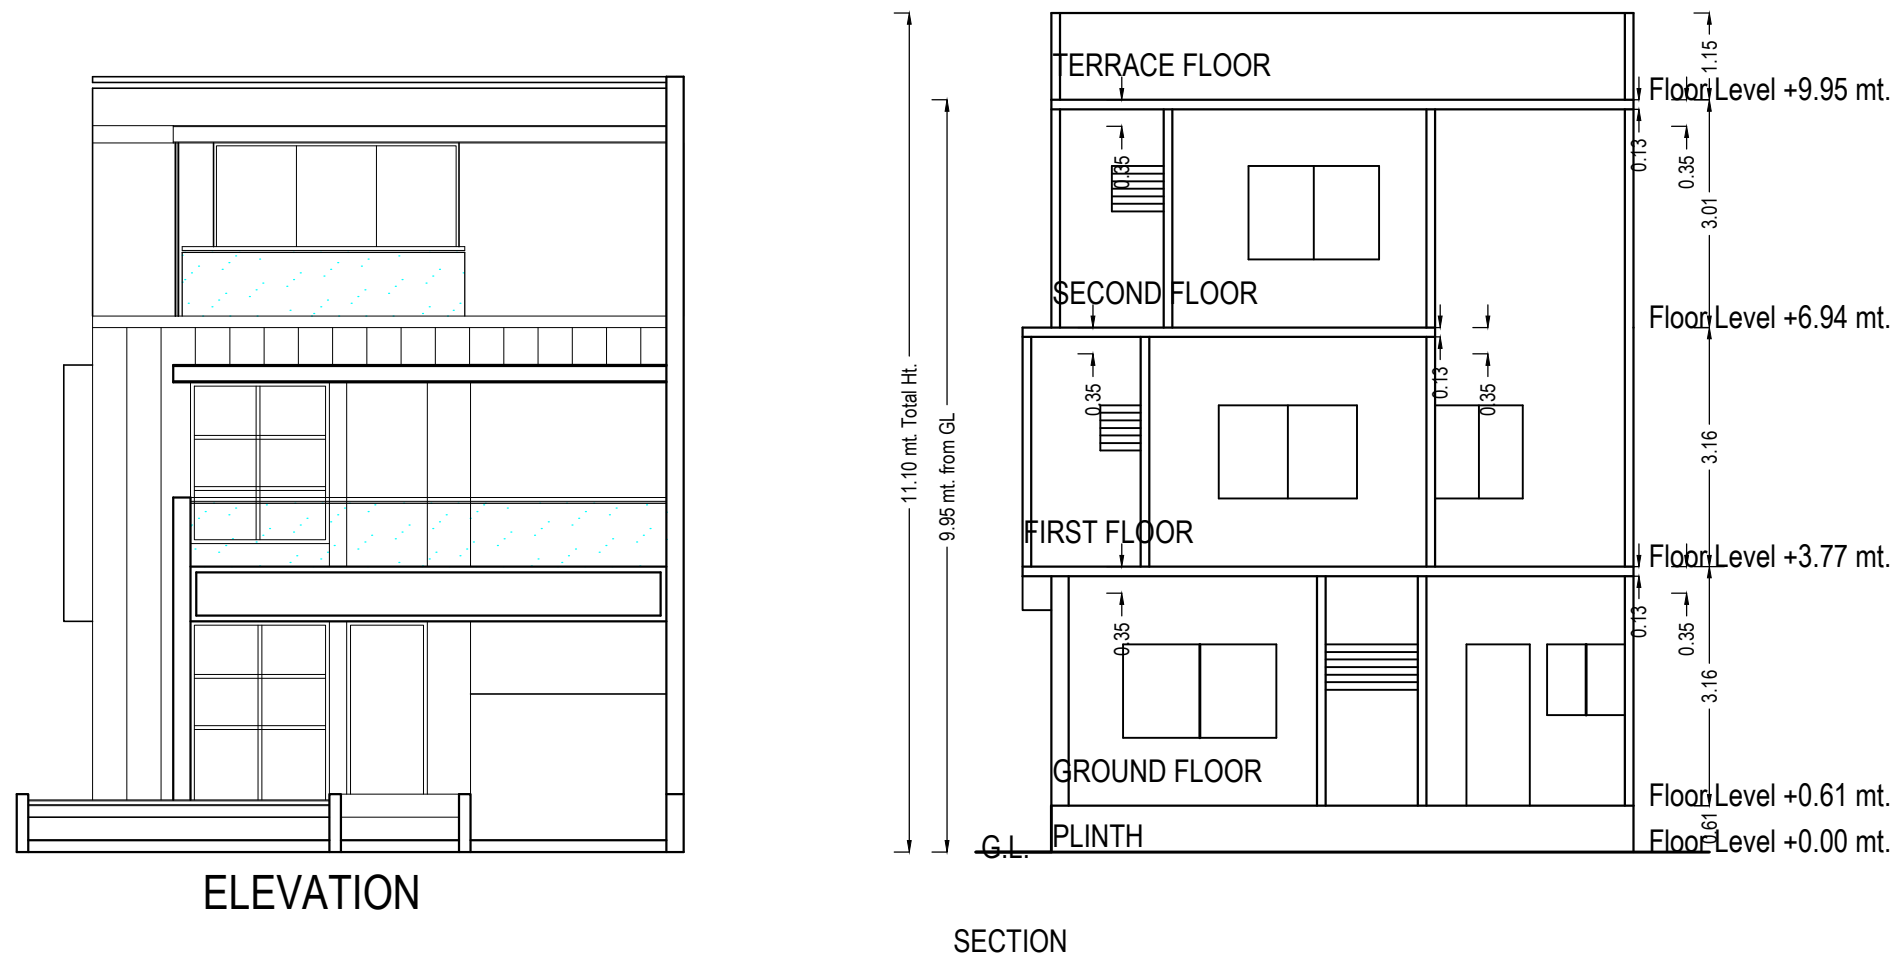 TERRACE FLOOR
1.15
Floor Level +9.95 mt.
0.35
0.13
0.35
3.01
SECOND FLOOR
Floor Level +6.94 mt.
11.10 mt. Total Ht.
9.95 mt. from GL
0.35
0.13
0.35
3.16
FIRST FLOOR
Floor Level +3.77 mt.
0.35
0.13
0.35
3.16
GROUND FLOOR
Floor Level +0.61 mt.
0.61
G.L.
PLINTH
Floor Level +0.00 mt.
ELEVATION
SECTION